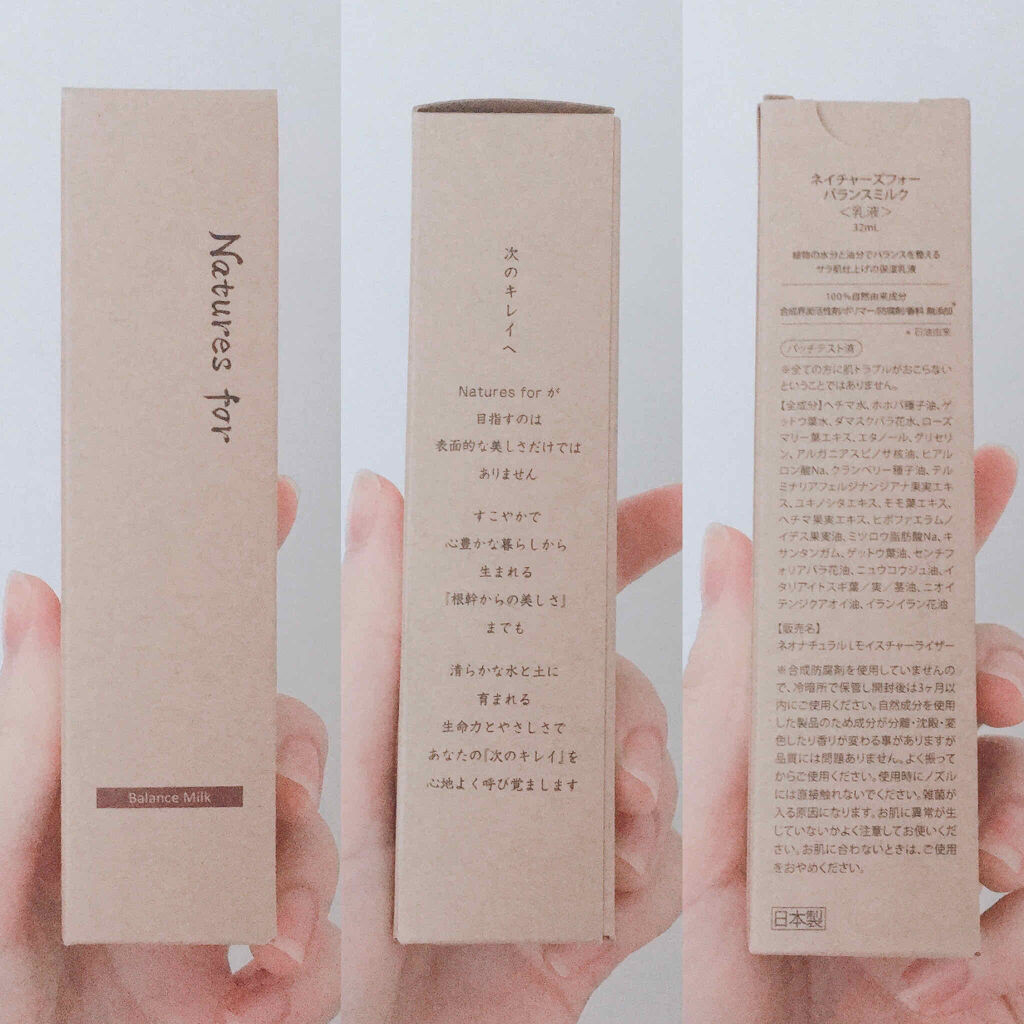 Natures for
Balance Milk
次のキレイへ
Natures for が
目指すのは
表面的な美しさだけでは
ありません
すこやかで
心豊かな暮らしから
生まれる
『根幹からの美しさ』
までも
清らかな水と土に
育まれる
生命力とやさしさで
あなたの『次のキレイ』を
心地よく呼び覚まします
ネイチャーズフォー
バランスミルク
＜乳液＞
32mL
植物の水分と油分でバランスを整える
サラ肌仕上げの保湿乳液
100%自然由来成分
合成界面活性剤/ポリマー/防腐剤/香料 無添加*
* 石油由来
パッチテスト済
※全ての方に肌トラブルがおこらない
ということではありません。
【全成分】ヘチマ水、ホホバ種子油、ゲ
ットウ葉水、ダマスクバラ花水、ローズ
マリー葉エキス、エタノール、グリセリ
ン、アルガニアスピノサ核油、ヒアル
ロン酸Na、クランベリー種子油、テル
ミナリアフェルジナンジアナ果実エキ
ス、ユキノシタエキス、モモ葉エキス、
ヘチマ果実エキス、ヒポファエラムノ
イデス果実油、ミツロウ脂肪酸Na、キ
サンタンガム、ゲットウ葉油、センチフ
ォリアバラ花油、ニュウコウジュ油、イ
タリアイトスギ葉／実／茎油、ニオイ
テンジクアオイ油、イランイラン花油
【販売名】
ネオナチュラルLモイスチャーライザー
※合成防腐剤を使用していませんの
で、冷暗所で保管し開封後は3ヶ月以
内にご使用ください。自然成分を使用
した製品のため成分が分離・沈殿・変
色したり香りが変わる事がありますが
品質には問題ありません。よく振って
からご使用ください。使用時にノズル
には直接触れないでください。雑菌が
入る原因になります。お肌に異常が生
じていないかよく注意してお使いくだ
さい。お肌に合わないときは、ご使用
をおやめください。
日本製